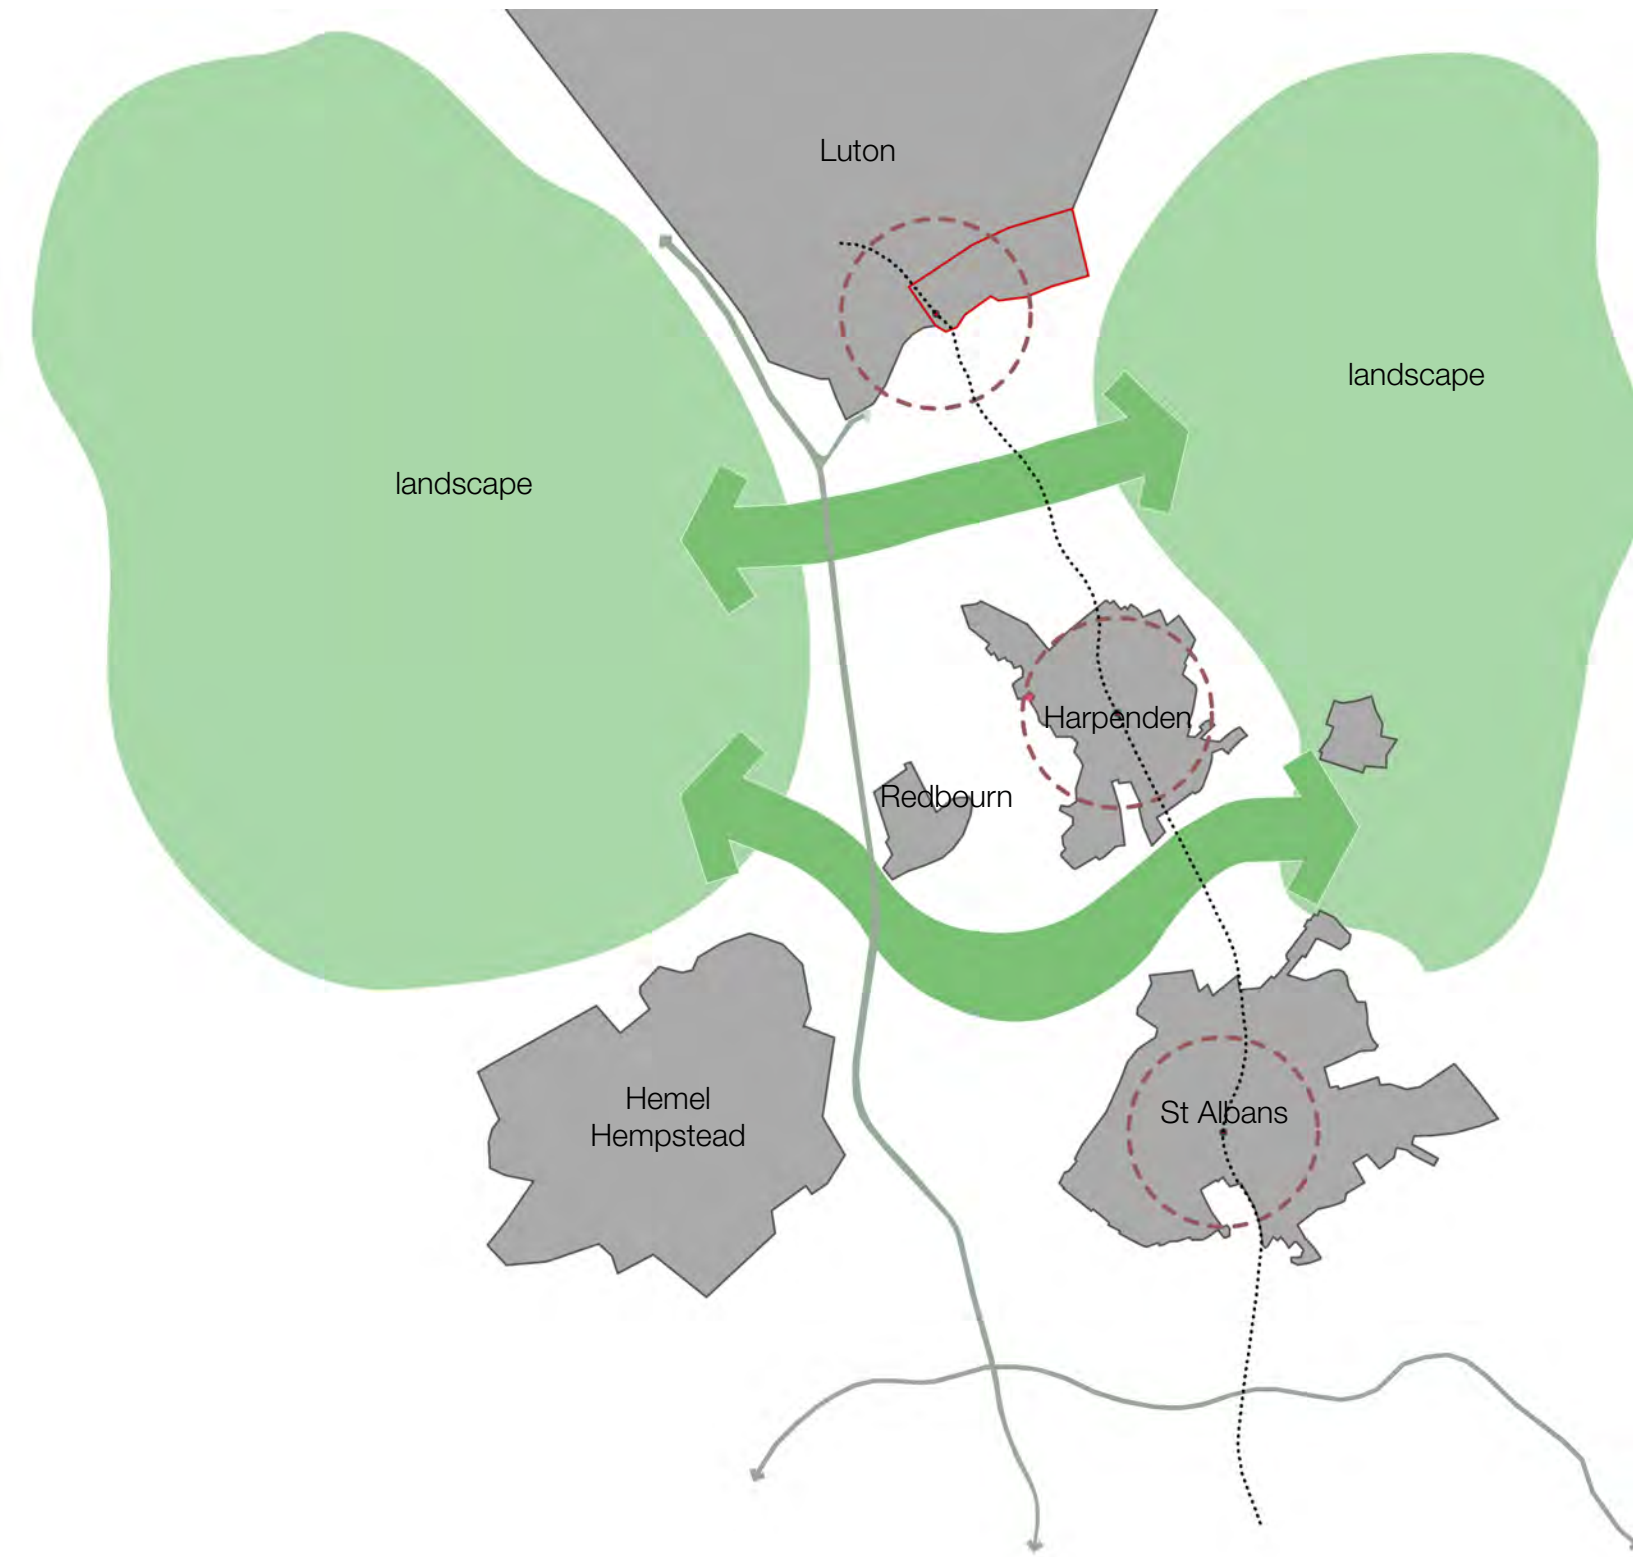 Luton
landscape
landscape
Harpenden
Redbourn
Hemel
Hempstead
St Albans